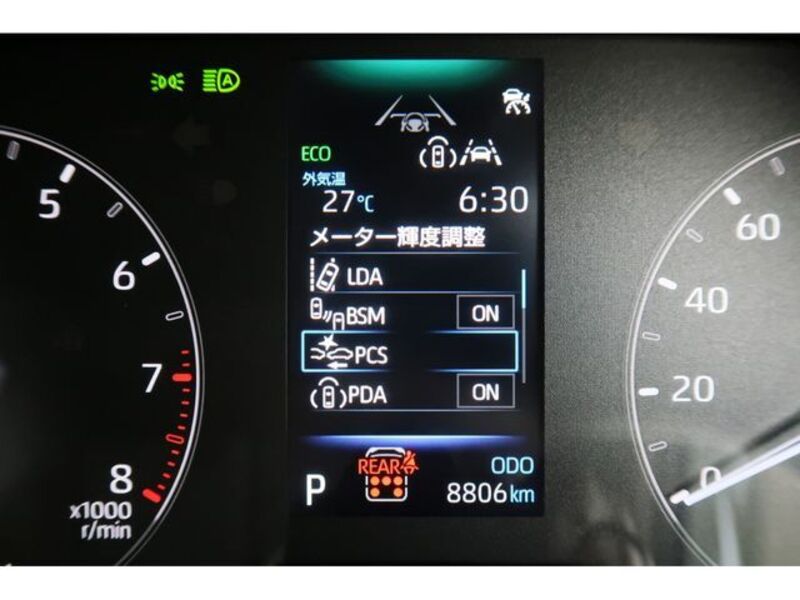 A
ECO
外気温
27℃ 6:30
メーター輝度調整
LDA
BSM ON
PCS
PDA ON
REAR
P
ODO
8806km
5
6
7
8
x1000
r/min
60
40
20
0